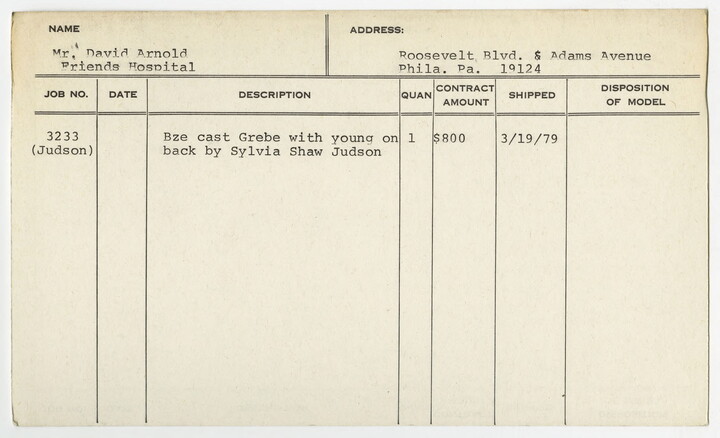 NAME
ADDRESS:
Mr. David Arnold
Roosevelt Blvd. & Adams Avenue
Friends Hospital
Phila. Pa. 19124
JOB NO. DATE DESCRIPTION QUAN CONTRACT AMOUNT SHIPPED DISPOSITION OF MODEL
3233 Bze cast Grebe with young on 1 $800 3/19/79
(Judson) back by Sylvia Shaw Judson